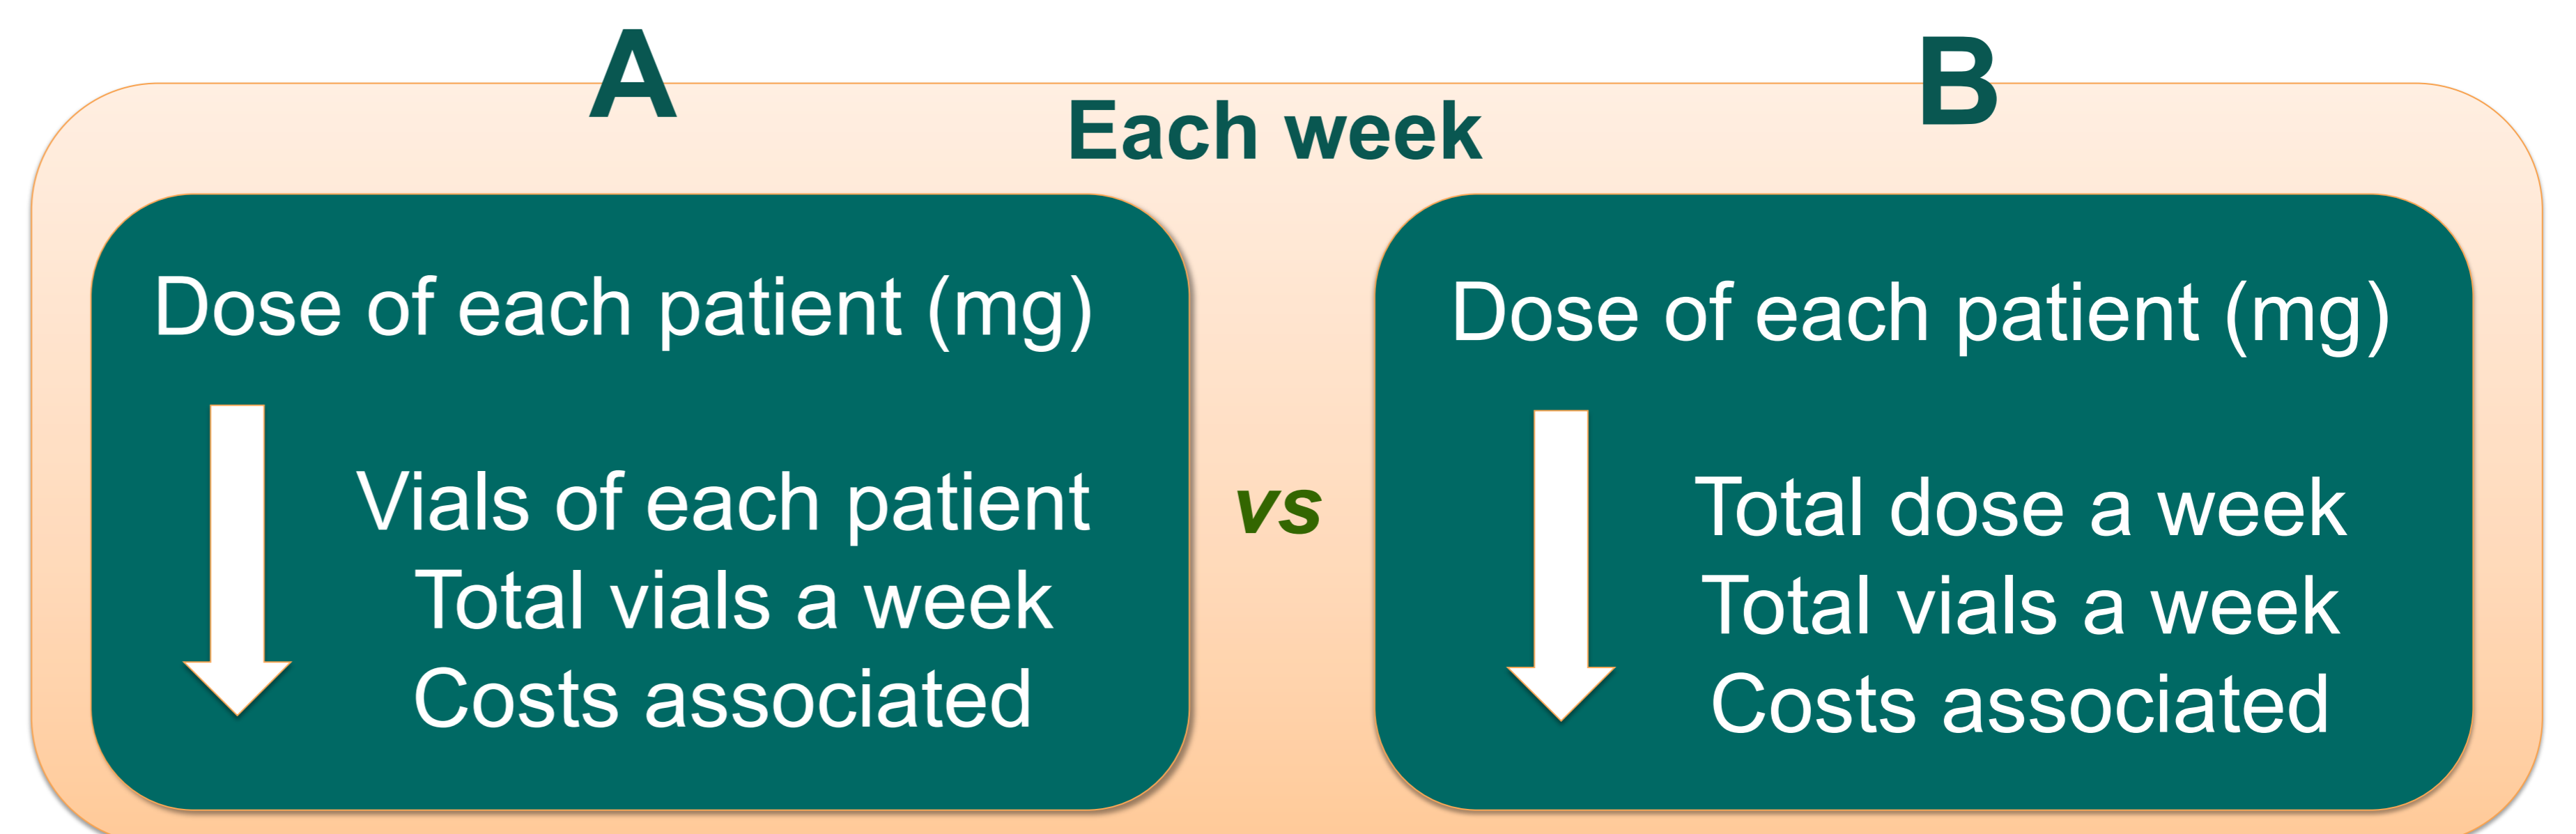 A
B
Each week
Dose of each patient (mg)
Vials of each patient
Total vials a week
Costs associated
vs
Dose of each patient (mg)
Total dose a week
Total vials a week
Costs associated